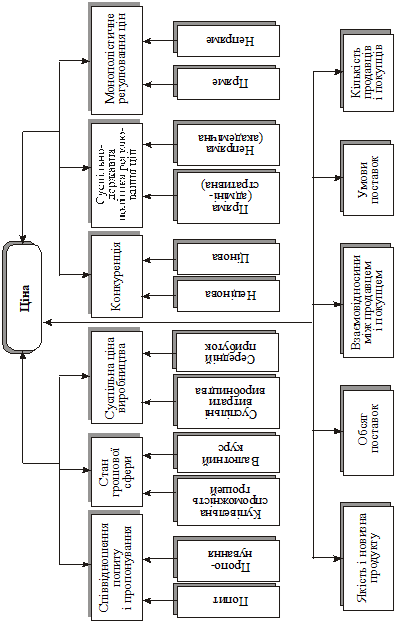 Ціна
Співвідношення
попиту
і пропонування
Стан
грошової
сфери
Суспільна ціна
виробництва
Конкуренція
Суспільно-
державна
вання цін
Монополістичне
регулювання цін
Попит
Пропо-
нування
Купівельна
спроможність
грошей
Валютний
курс
Суспільні
витрати
виробництва
Середній
прибуток
Нецінова
Цінова
Пряма
(адміні-
стративна)
Непряма
(академічна)
Пряме
Непряме
Якість і новизна
продукту
Обсяг
поставок
Взаємовідносини
між продавцем
і покупцем
Умови
поставок
Кількість
продавців
і покупців